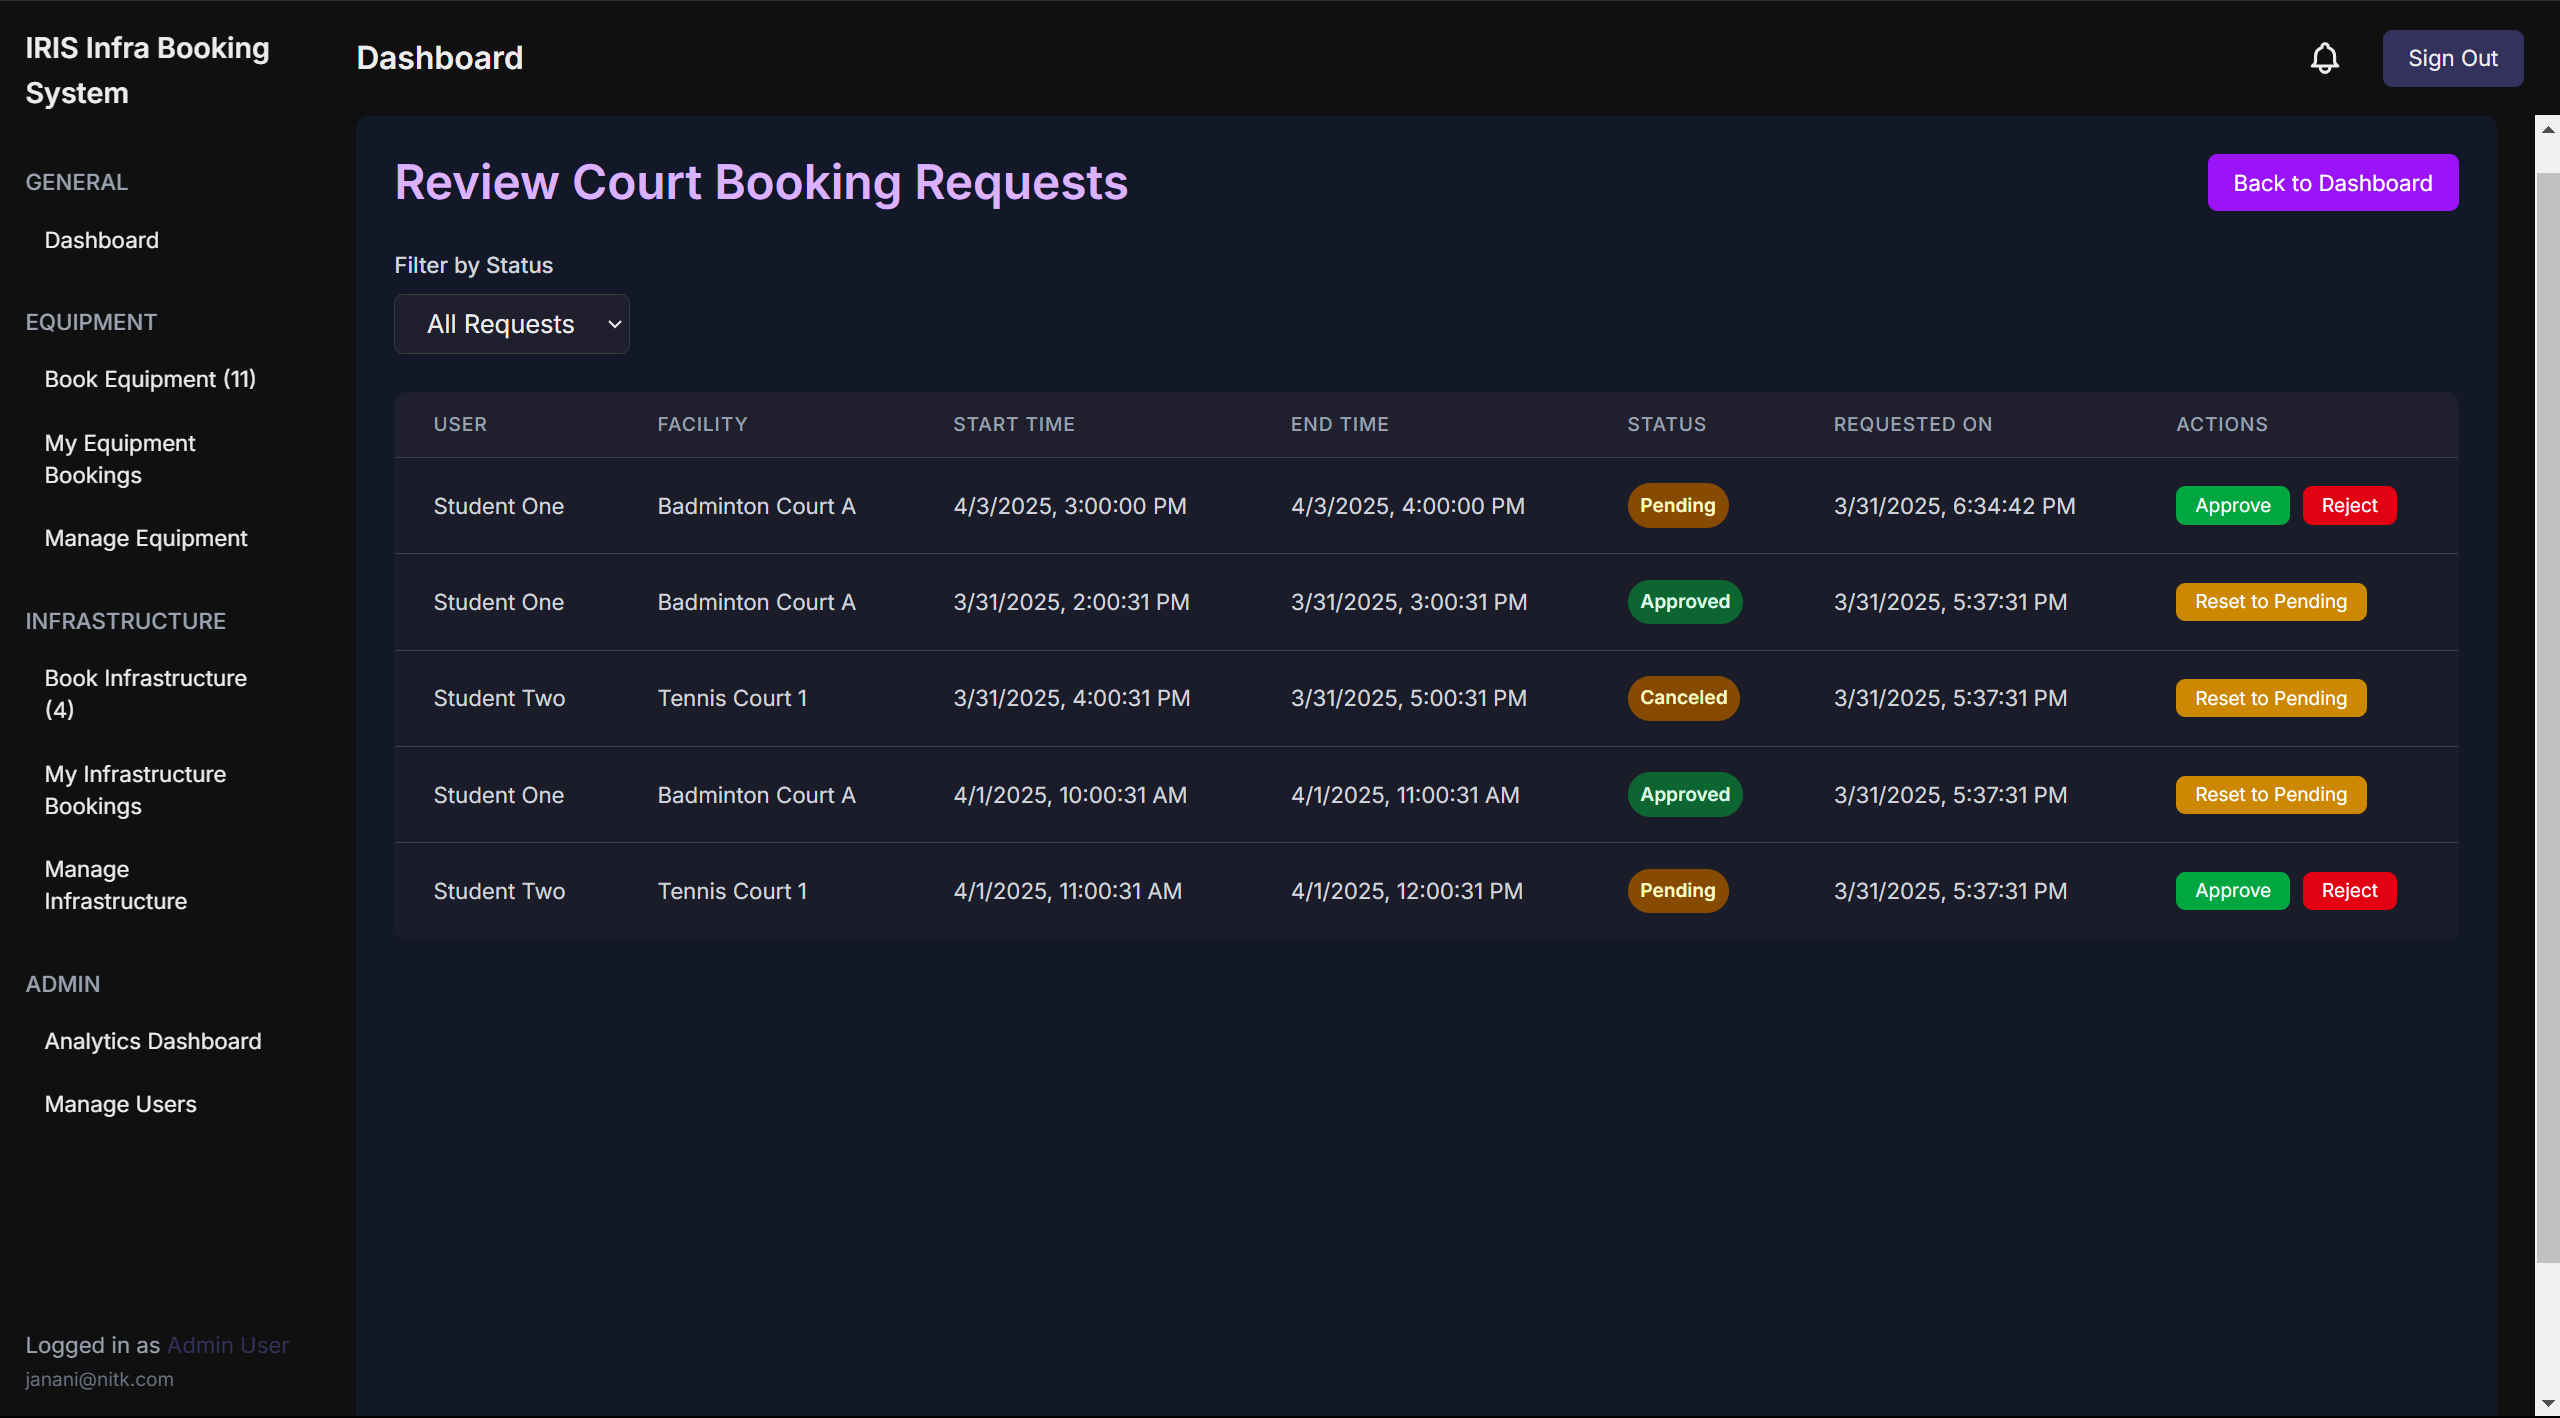 IRIS Infra Booking
System
GENERAL
Dashboard
EQUIPMENT
Book Equipment (11)
My Equipment
Bookings
Manage Equipment
INFRASTRUCTURE
Book Infrastructure
(4)
My Infrastructure
Bookings
Manage
Infrastructure
ADMIN
Analytics Dashboard
Manage Users
Logged in as Admin User
janani@nitk.com
Dashboard
Sign Out
Review Court Booking Requests
Back to Dashboard
Filter by Status
All Requests
USER FACILITY START TIME END TIME STATUS REQUESTED ON ACTIONS
Student One Badminton Court A 4/3/2025, 3:00:00 PM 4/3/2025, 4:00:00 PM Pending 3/31/2025, 6:34:42 PM Approve Reject
Student One Badminton Court A 3/31/2025, 2:00:31 PM 3/31/2025, 3:00:31 PM Approved 3/31/2025, 5:37:31 PM Reset to Pending
Student Two Tennis Court 1 3/31/2025, 4:00:31 PM 3/31/2025, 5:00:31 PM Canceled 3/31/2025, 5:37:31 PM Reset to Pending
Student One Badminton Court A 4/1/2025, 10:00:31 AM 4/1/2025, 11:00:31 AM Approved 3/31/2025, 5:37:31 PM Reset to Pending
Student Two Tennis Court 1 4/1/2025, 11:00:31 AM 4/1/2025, 12:00:31 PM Pending 3/31/2025, 5:37:31 PM Approve Reject